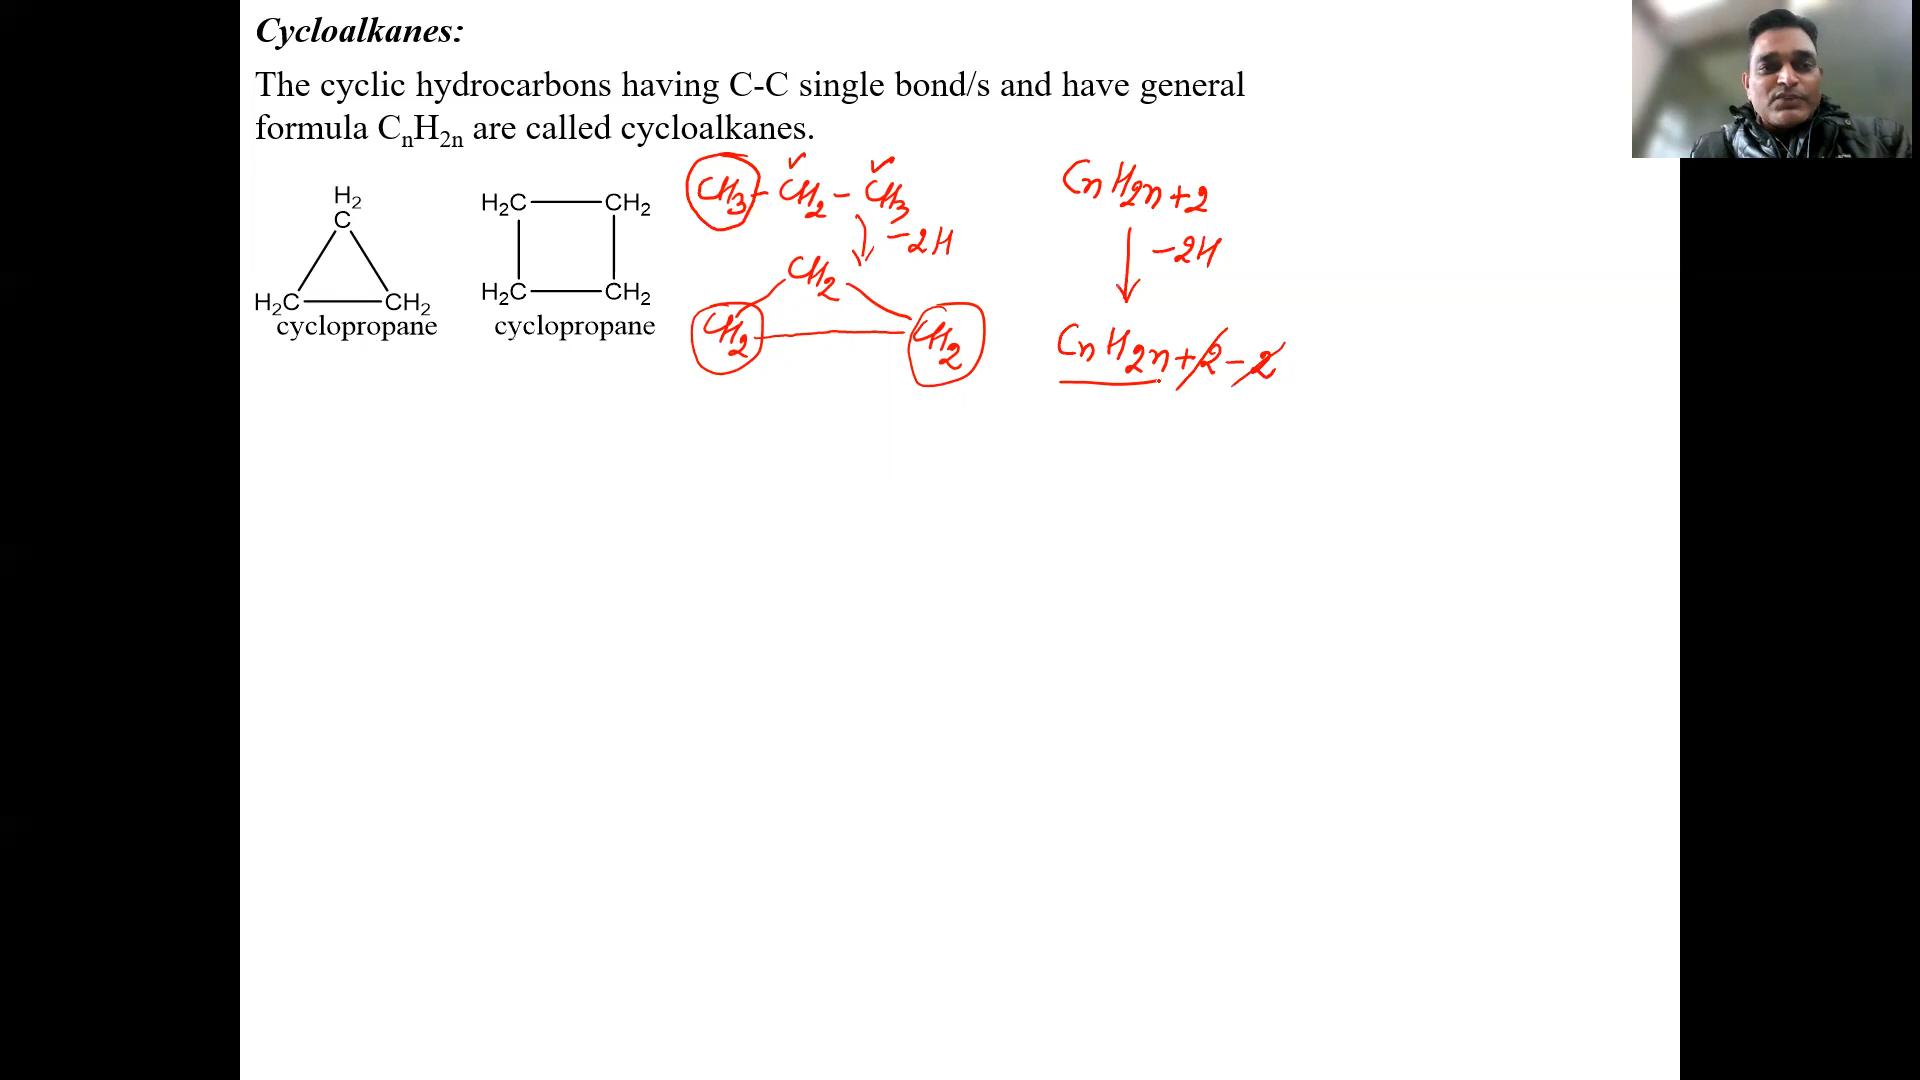 Cycloalkanes:
The cyclic hydrocarbons having C-C single bond/s and have general
formula CnH2n are called cycloalkanes.
H2
C
H2C CH2
cyclopropane
H2C CH2
H2C CH2
cyclopropane
CH3 - CH2 - CH3
-2H
CH2
CH2 CH2
CnH2n+2
-2H
CnH2n+2-2